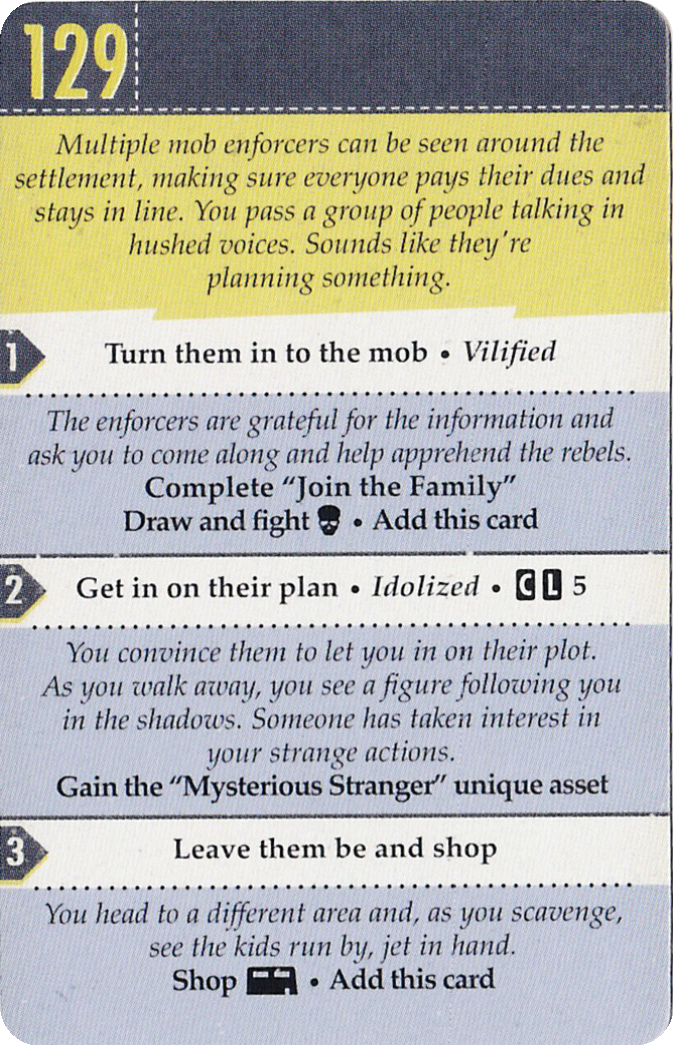 129
Multiple mob enforcers can be seen around the
settlement, making sure everyone pays their dues and
stays in line. You pass a group of people talking in
hushed voices. Sounds like they're
planning something.
1 Turn them in to the mob • Vilified
The enforcers are grateful for the information and
ask you to come along and help apprehend the rebels.
Complete “Join the Family”
Draw and fight • Add this card
2 Get in on their plan • Idolized • C L 5
You convince them to let you in on their plot.
As you walk away, you see a figure following you
in the shadows. Someone has taken interest in
your strange actions.
Gain the “Mysterious Stranger” unique asset
3 Leave them be and shop
You head to a different area and, as you scavenge,
see the kids run by, jet in hand.
Shop • Add this card